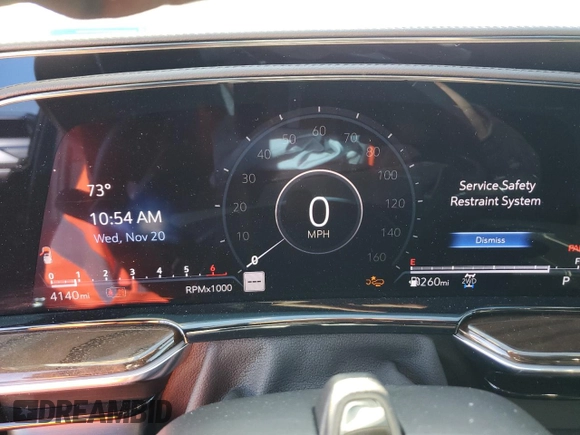 73°
10:54 AM
Wed, Nov 20
0 1 2 3 4 5 6
4140mi
RPMx1000
10 30 40 50 60 70 80 100 120 140 160
0
0
MPH
---
Service Safety
Restraint System
Dismiss
E F
260mi
2WD
P
DREAMBID